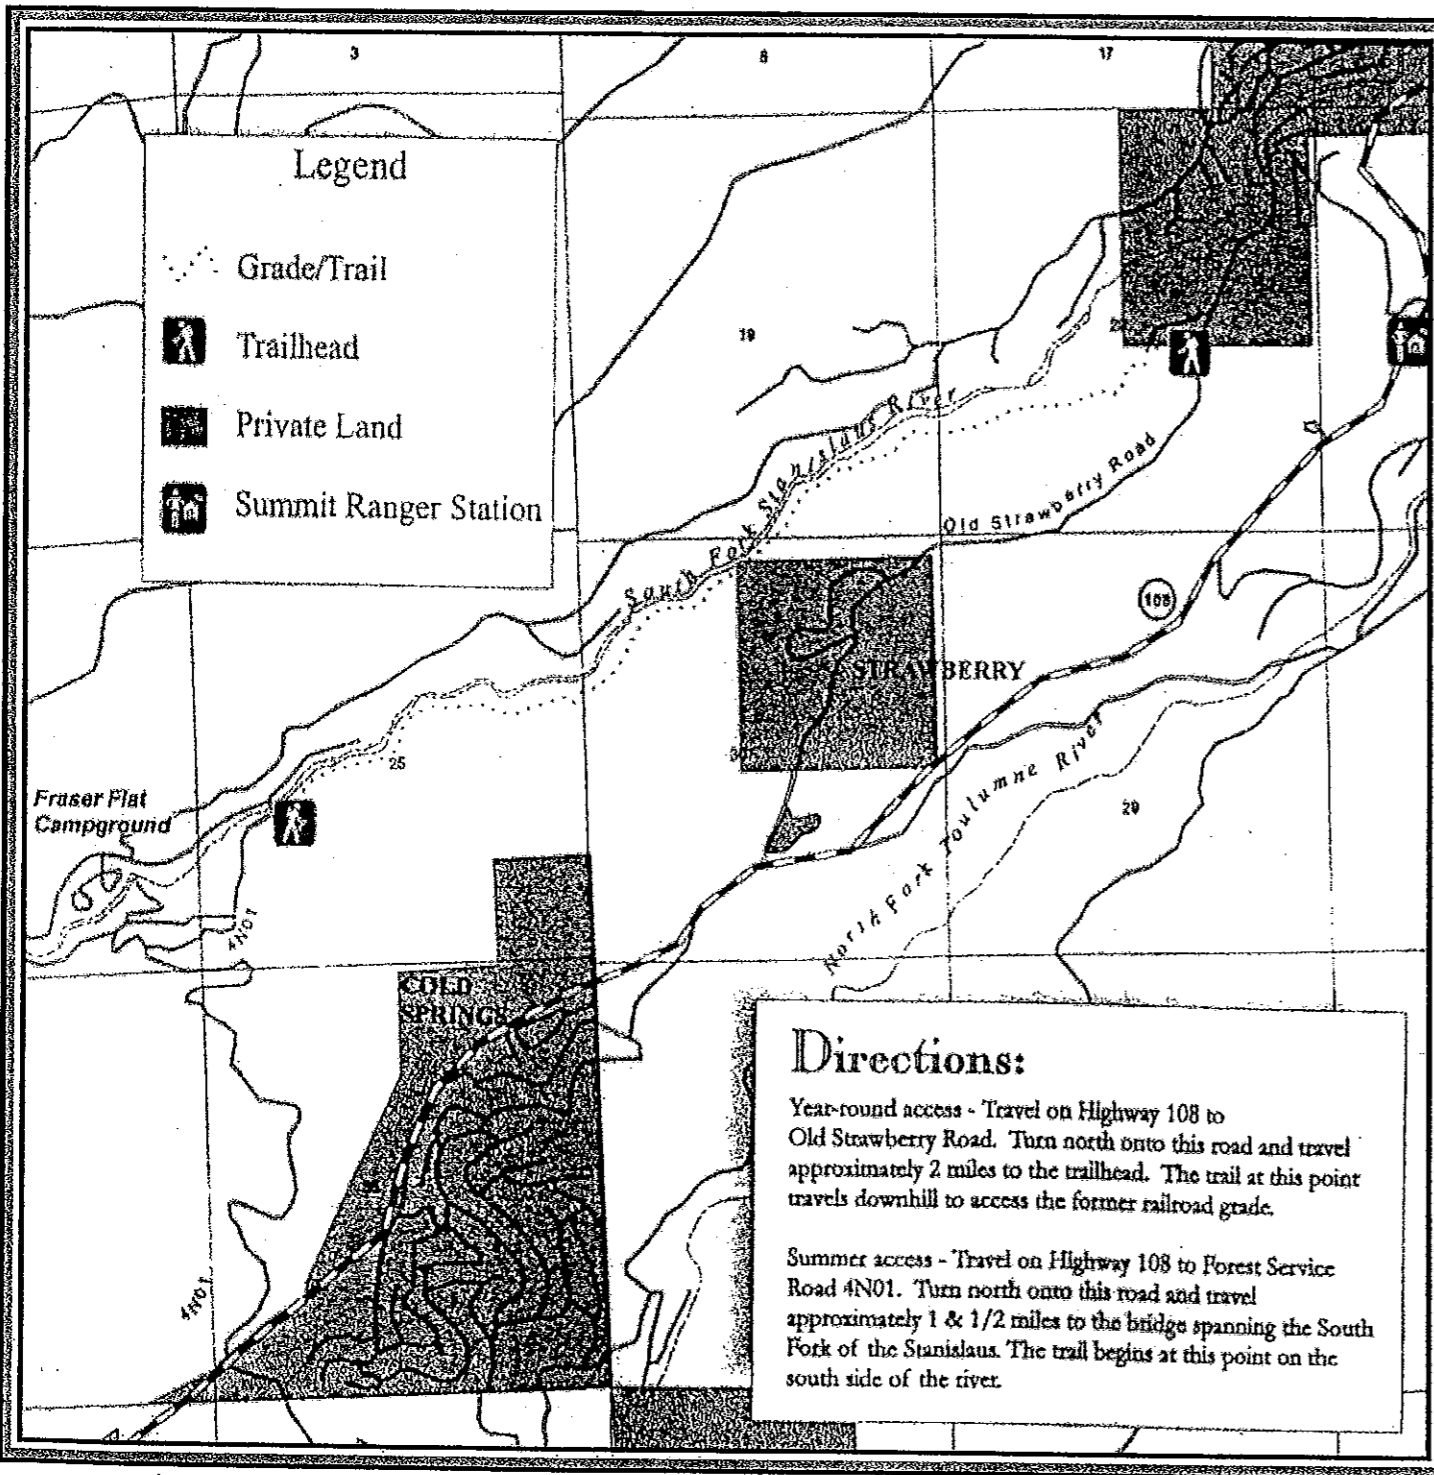 3
8
17
Legend
Grade/Trail
Trailhead
Private Land
Summit Ranger Station
19
South Fork Stanislaus River
Old Strawberry Road
108
STRAWBERRY
25
Fraser Flat
Campground
29
North Fork Toulumne River
4N01
COLD
SPRINGS
4N01
Directions:
Year-round access - Travel on Highway 108 to
Old Strawberry Road. Turn north onto this road and travel
approximately 2 miles to the trailhead. The trail at this point
travels downhill to access the former railroad grade.
Summer access - Travel on Highway 108 to Forest Service
Road 4N01. Turn north onto this road and travel
approximately 1 & 1/2 miles to the bridge spanning the South
Fork of the Stanislaus. The trail begins at this point on the
south side of the river.